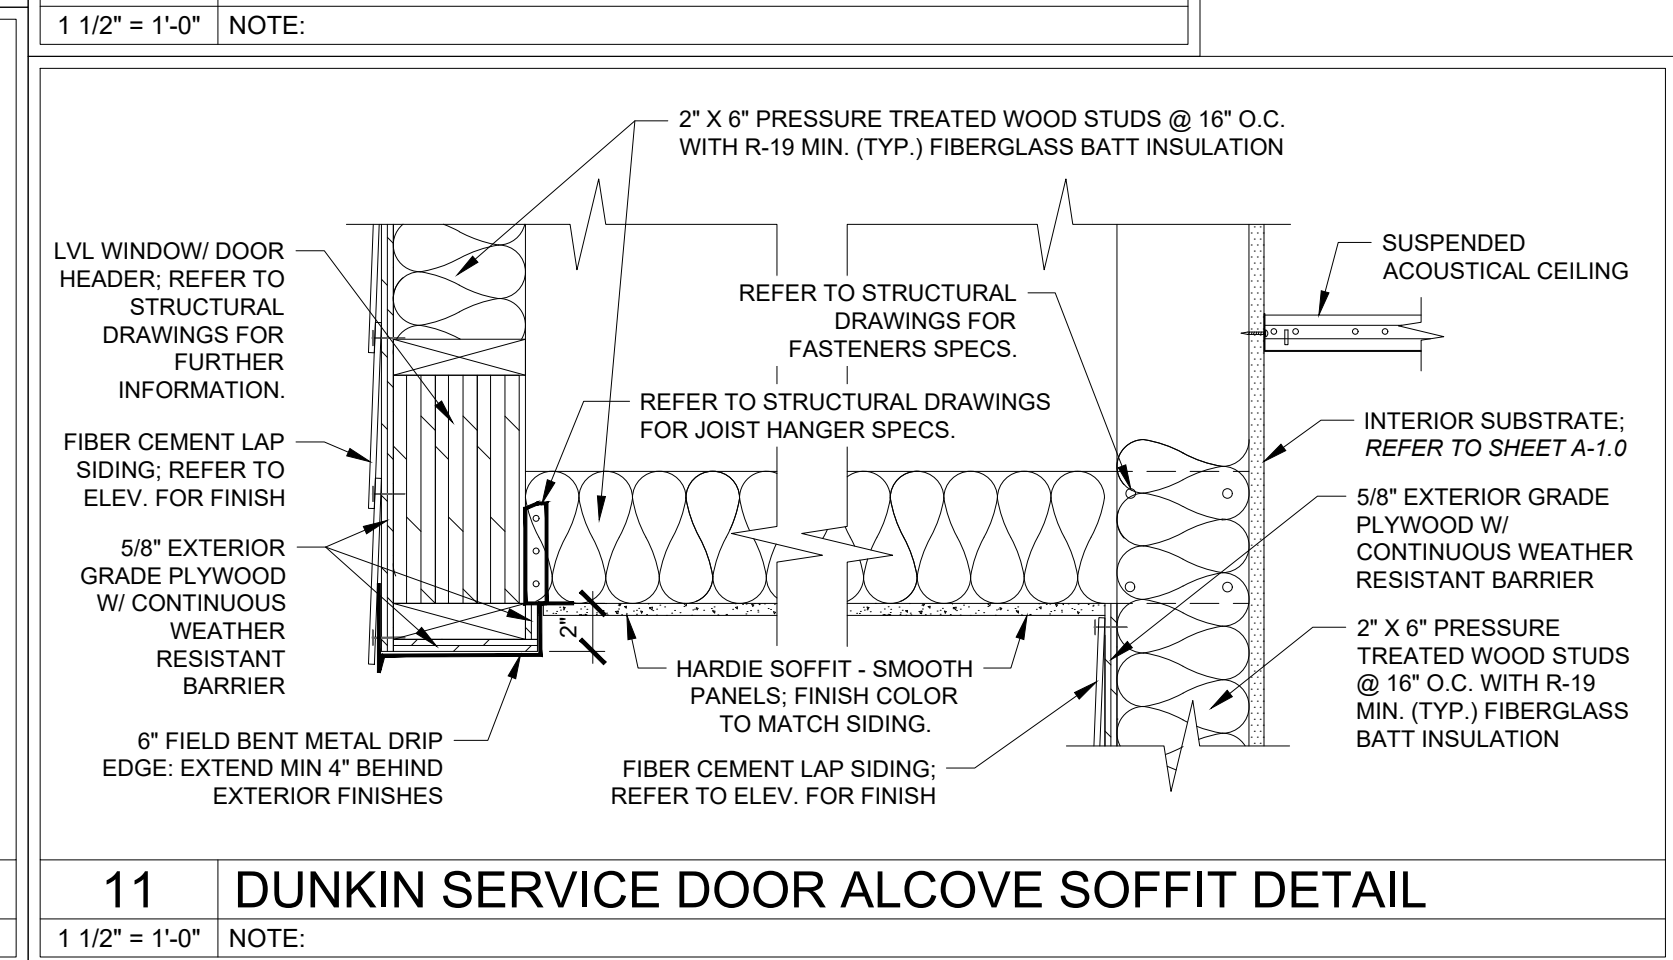 1 1/2" = 1'-0"
NOTE:
2" X 6" PRESSURE TREATED WOOD STUDS @ 16" O.C.
WITH R-19 MIN. (TYP.) FIBERGLASS BATT INSULATION
LVL WINDOW/ DOOR
HEADER; REFER TO
STRUCTURAL
DRAWINGS FOR
FURTHER
INFORMATION.
FIBER CEMENT LAP
SIDING; REFER TO
ELEV. FOR FINISH
5/8" EXTERIOR
GRADE PLYWOOD
W/ CONTINUOUS
WEATHER
RESISTANT
BARRIER
6" FIELD BENT METAL DRIP
EDGE: EXTEND MIN 4" BEHIND
EXTERIOR FINISHES
REFER TO STRUCTURAL
DRAWINGS FOR
FASTENERS SPECS.
REFER TO STRUCTURAL DRAWINGS
FOR JOIST HANGER SPECS.
2"
HARDIE SOFFIT - SMOOTH
PANELS; FINISH COLOR
TO MATCH SIDING.
FIBER CEMENT LAP SIDING;
REFER TO ELEV. FOR FINISH
SUSPENDED
ACOUSTICAL CEILING
INTERIOR SUBSTRATE;
REFER TO SHEET A-1.0
5/8" EXTERIOR GRADE
PLYWOOD W/
CONTINUOUS WEATHER
RESISTANT BARRIER
2" X 6" PRESSURE
TREATED WOOD STUDS
@ 16" O.C. WITH R-19
MIN. (TYP.) FIBERGLASS
BATT INSULATION
11
DUNKIN SERVICE DOOR ALCOVE SOFFIT DETAIL
1 1/2" = 1'-0"
NOTE: